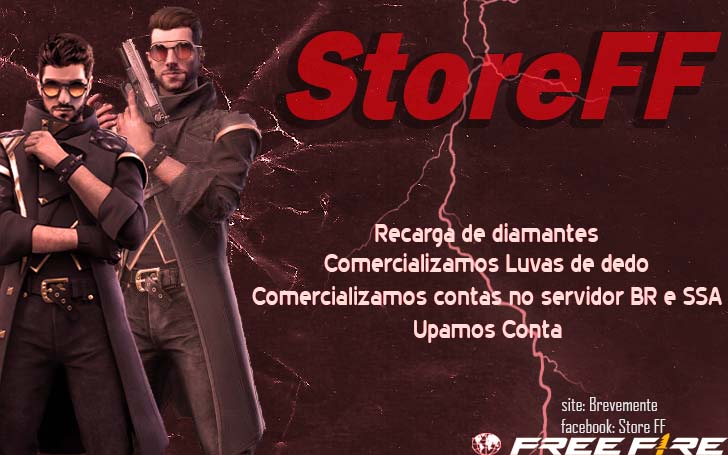 StoreFF
Recarga de diamantes
Comercializamos Luvas de dedo
Comercializamos contas no servidor BR e SSA
Upamos Conta
site: Brevemente
facebook: Store FF
FREE FIRE